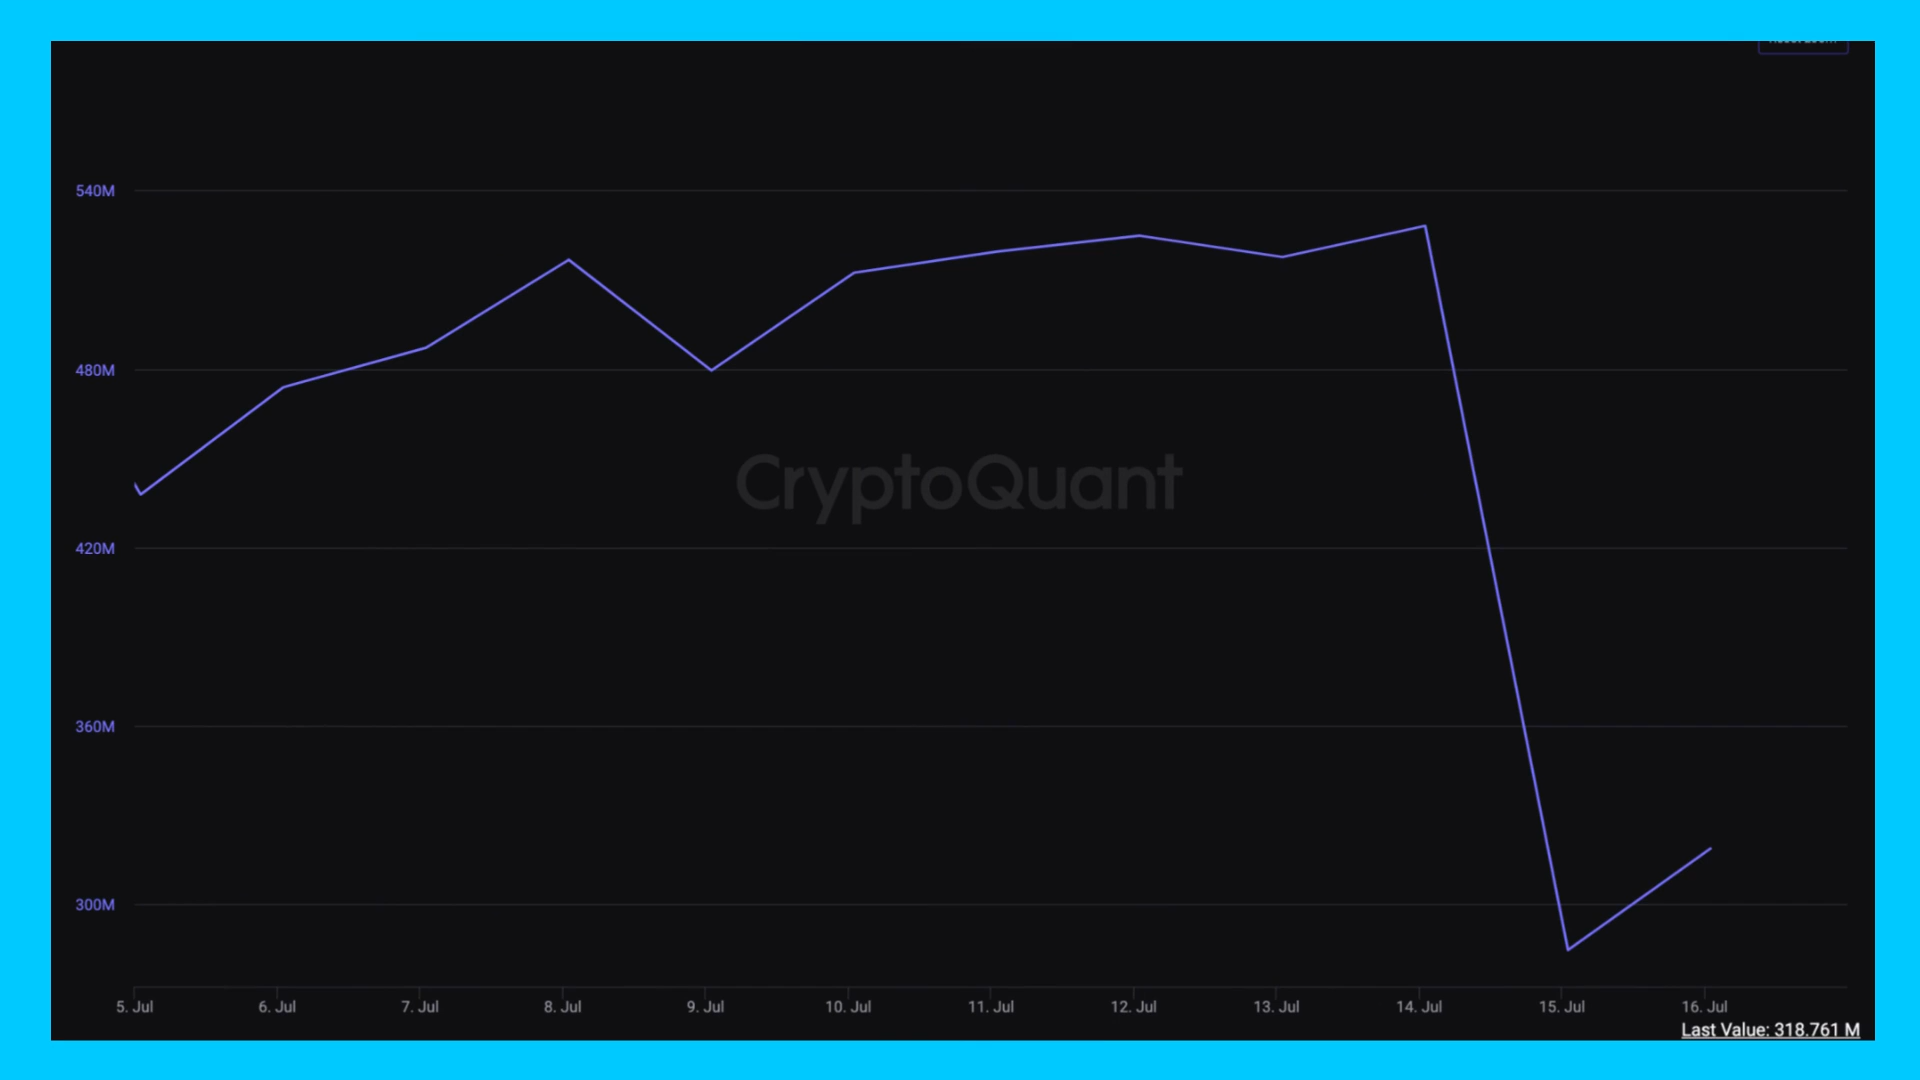 540M
480M
CryptoQuant
420M
360M
300M
5. Jul 6. Jul 7. Jul 8. Jul 9. Jul 10. Jul 11. Jul 12. Jul 13. Jul 14. Jul 15. Jul 16. Jul
Last Value: 318.761 M